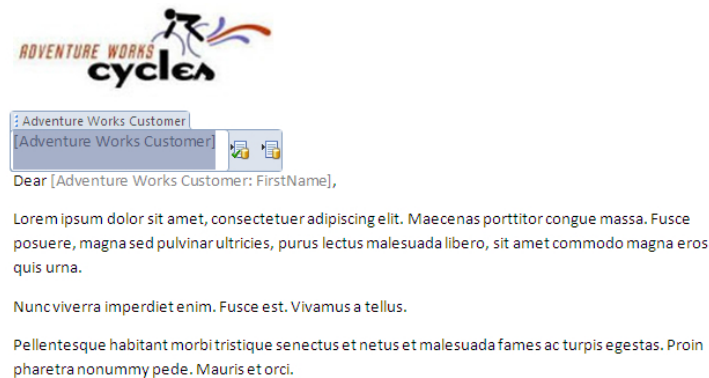 ADVENTURE WORKS
cycles
Adventure Works Customer
[Adventure Works Customer]
Dear [Adventure Works Customer: FirstName],
Lorem ipsum dolor sit amet, consectetuer adipiscing elit. Maecenas porttitor congue massa. Fusce
posuere, magna sed pulvinar ultricies, purus lectus malesuada libero, sit amet commodo magna eros
quis urna.
Nunc viverra imperdiet enim. Fusce est. Vivamus a tellus.
Pellentesque habitant morbi tristique senectus et netus et malesuada fames ac turpis egestas. Proin
pharetra nonummy pede. Mauris et orci.